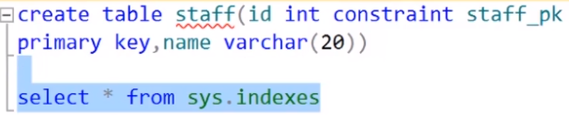 create table staff(id int constraint staff_pk
primary key,name varchar(20))
select * from sys.indexes